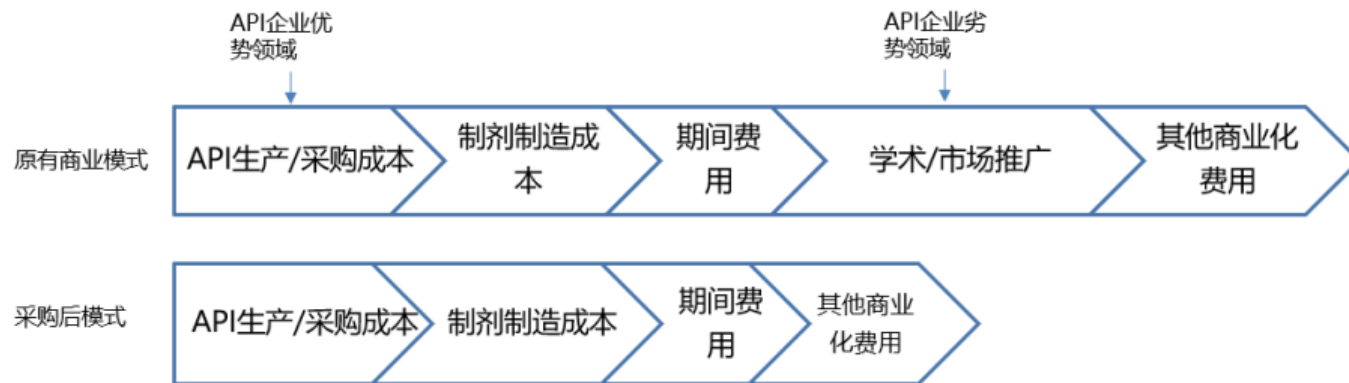 API企业优
势领域
API企业劣
势领域
原有商业模式
API生产/采购成本
制剂制造成
本
期间费
用
学术/市场推广
其他商业化
费用
采购后模式
API生产/采购成本
制剂制造成本
期间费
用
其他商业
化费用